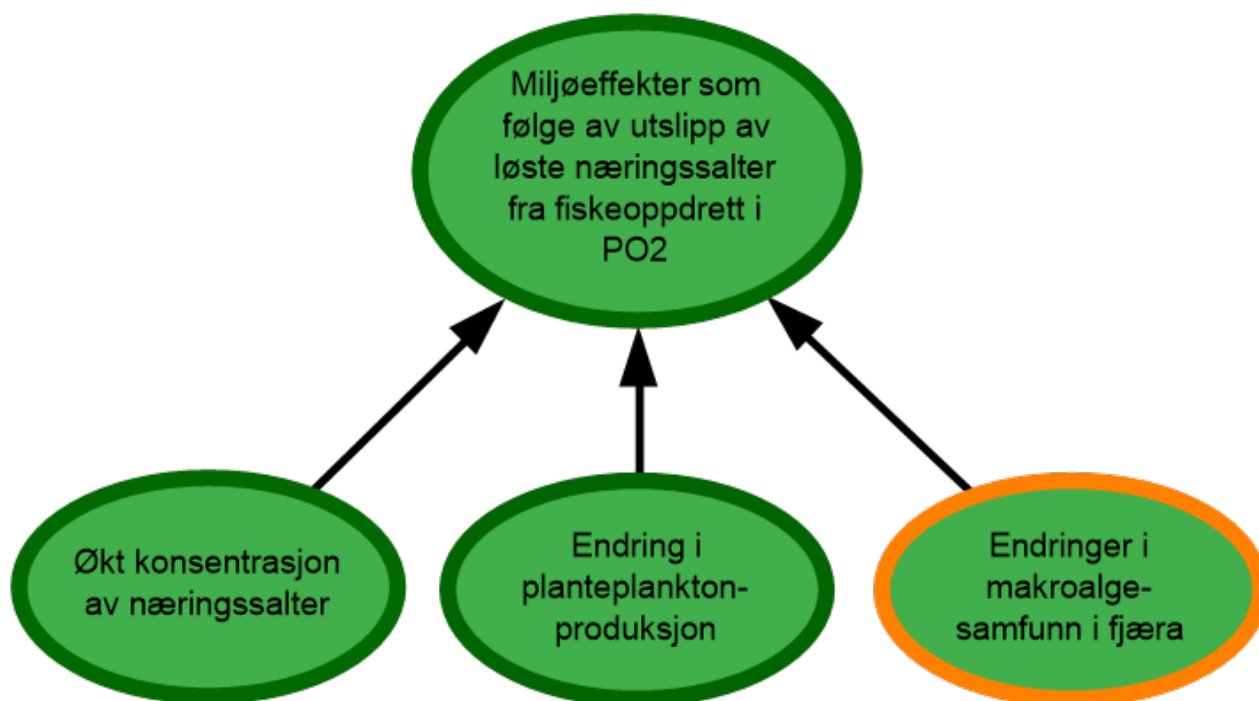 Miljøeffekter som
følge av utslipp av
løste næringssalter
fra fiskeoppdrett i
PO2
Økt konsentrasjon
av næringssalter
Endring i
planteplankton-
produksjon
Endringer i
makroalge-
samfunn i fjæra